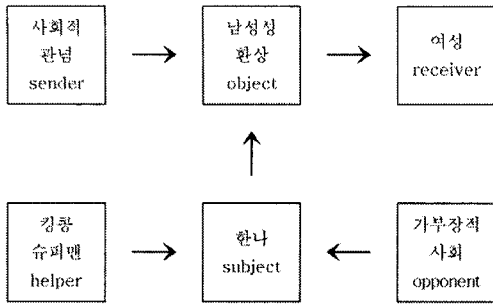 사회적
관념
sender
남성성
환상
object
여성
receiver
킹콩
슈퍼맨
helper
한나
subject
가부장적
사회
opponent